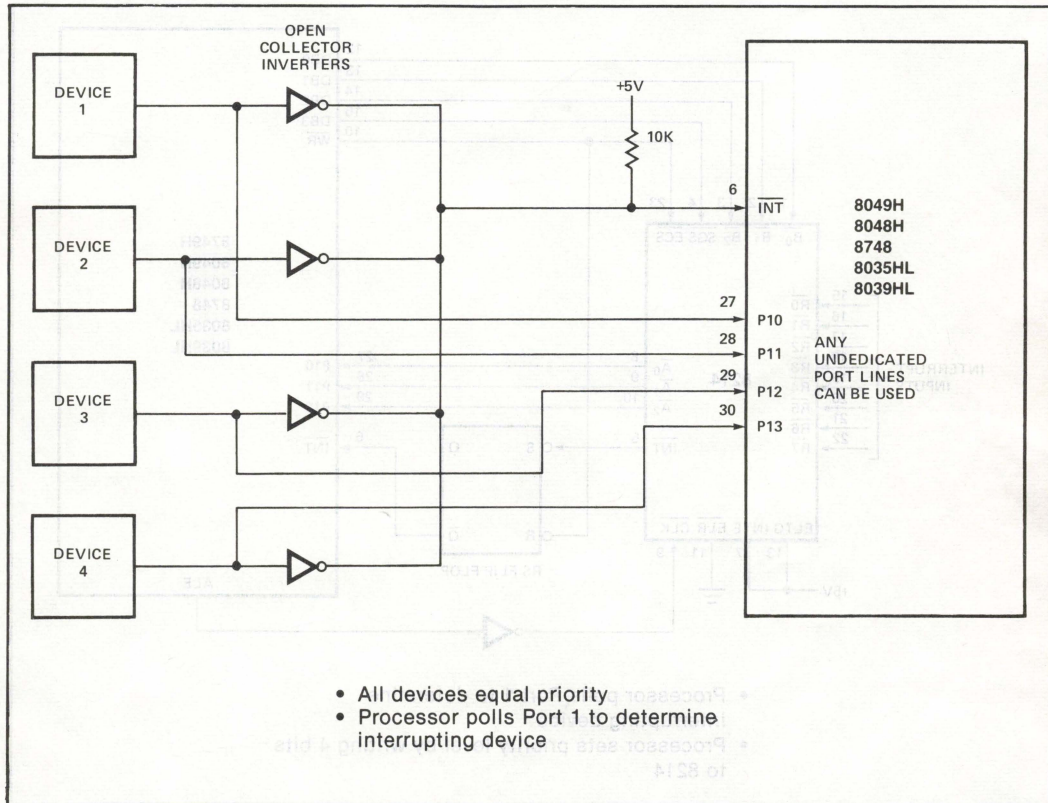 OPEN
COLLECTOR
INVERTERS
DEVICE
1
DEVICE
2
DEVICE
3
DEVICE
4
+5V
10K
6
INT
27
P10
28
P11
29
P12
30
P13
8049H
8048H
8748
8035HL
8039HL
ANY
UNDEDICATED
PORT LINES
CAN BE USED
• All devices equal priority
• Processor polls Port 1 to determine
interrupting device